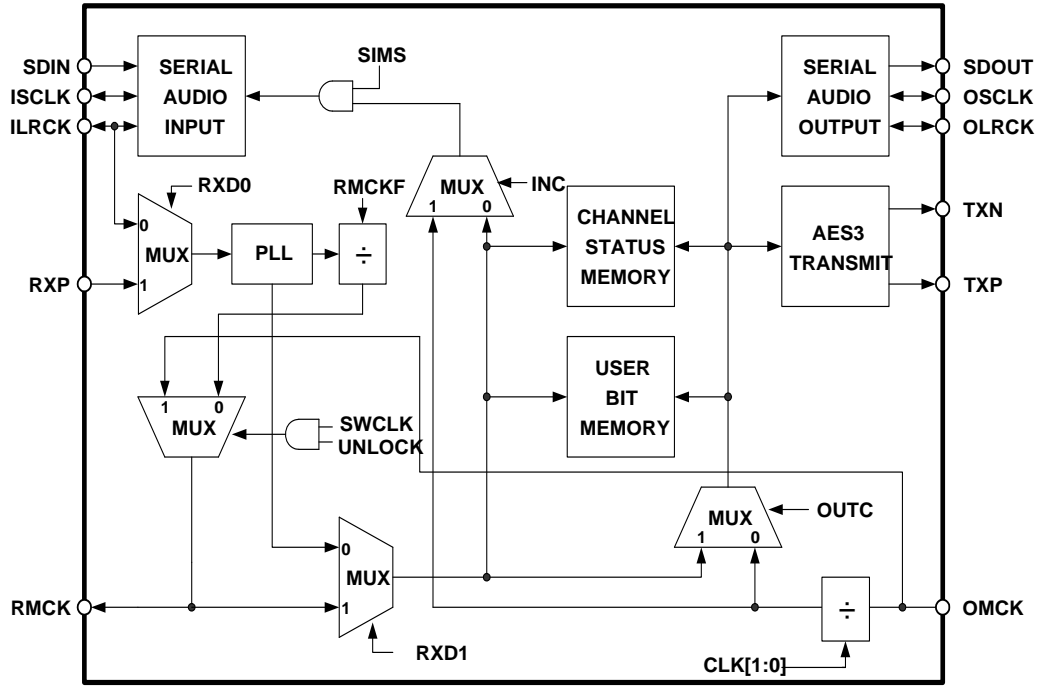 SIMS
SDIN
SERIAL
AUDIO
INPUT
SERIAL
AUDIO
OUTPUT
SDOUT
ISCLK
OSCLK
ILRCK
OLRCK
RXD0
RMCKF
MUX
1 0
INC
CHANNEL
STATUS
MEMORY
AES3
TRANSMIT
TXN
0
MUX
1
PLL
÷
RXP
TXP
USER
BIT
MEMORY
1 0
MUX
SWCLK
UNLOCK
MUX
1 0
OUTC
0
MUX
1
RMCK
÷
OMCK
RXD1
CLK[1:0]